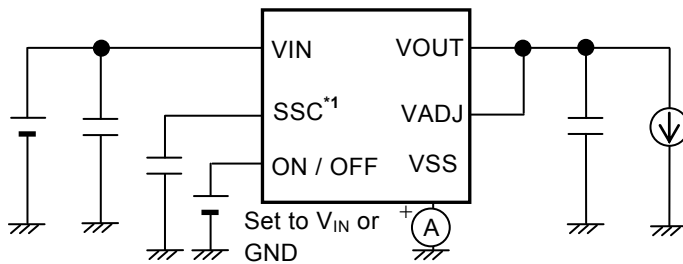 VIN VOUT
SSC*1 VADJ
ON / OFF VSS
Set to VIN or
GND
+ A